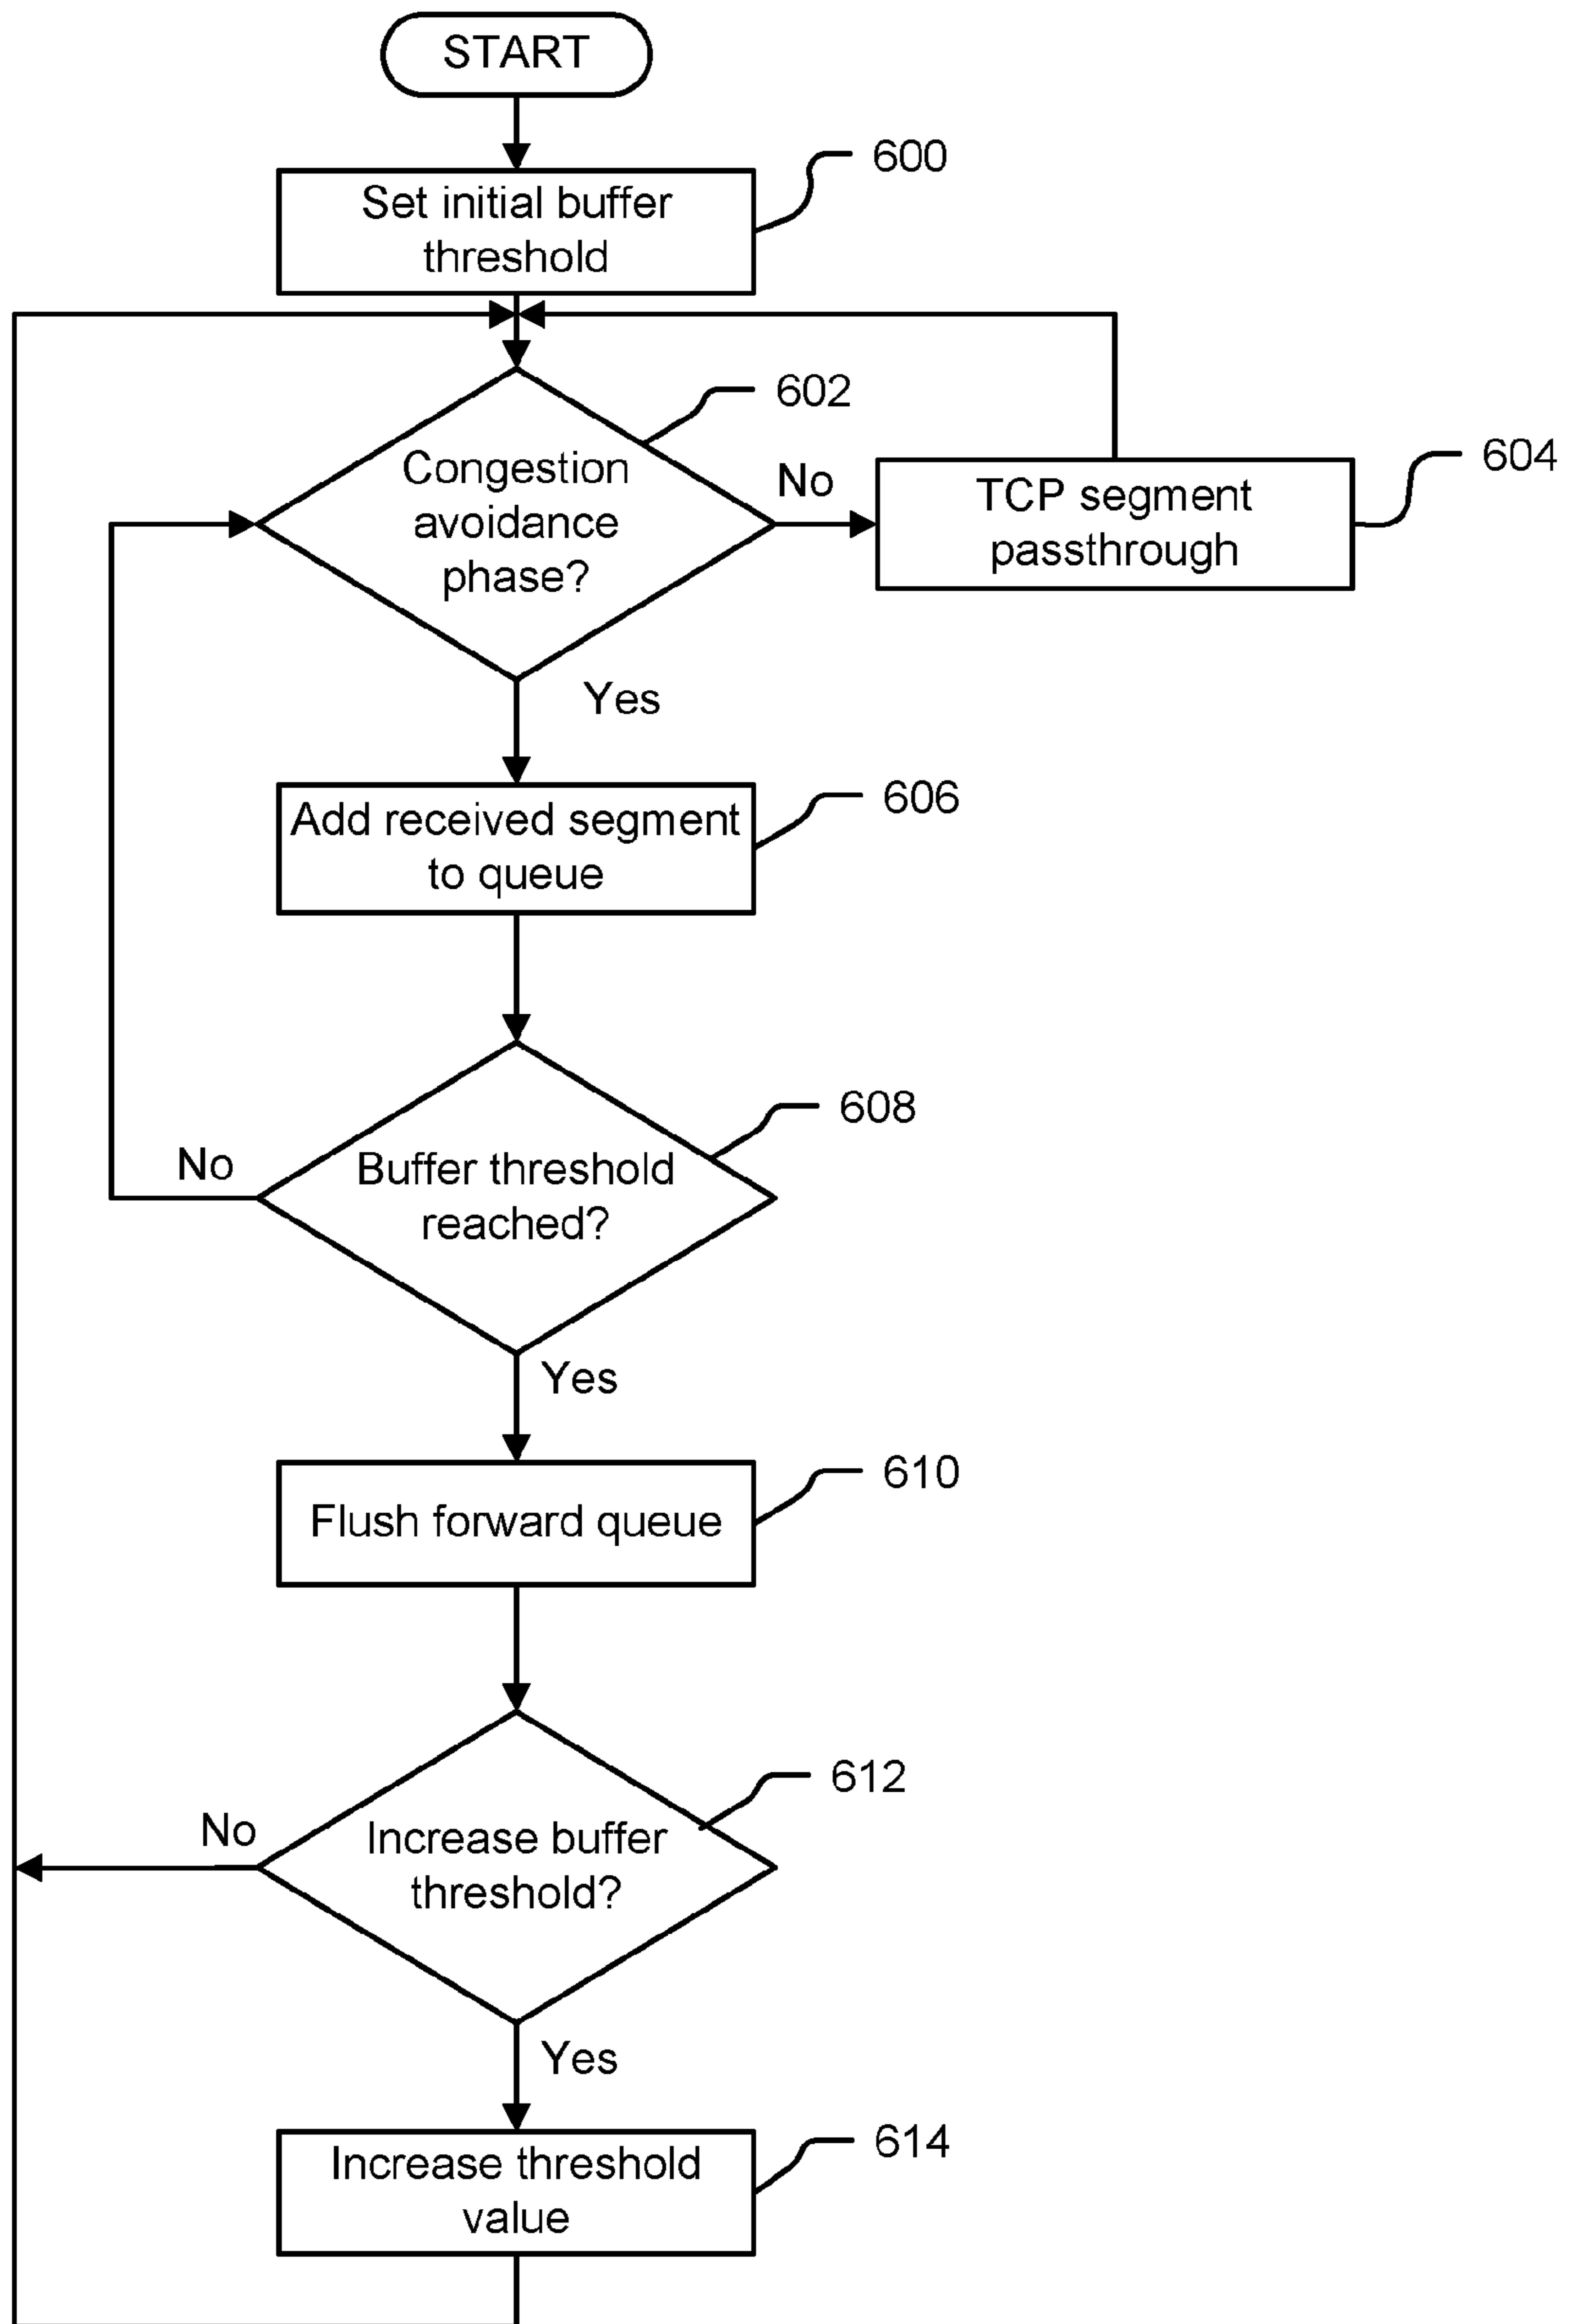 START
600
Set initial buffer
threshold
602
Congestion
avoidance
phase?
No
604
TCP segment
passthrough
Yes
606
Add received segment
to queue
608
No
Buffer threshold
reached?
Yes
610
Flush forward queue
612
No
Increase buffer
threshold?
Yes
614
Increase threshold
value